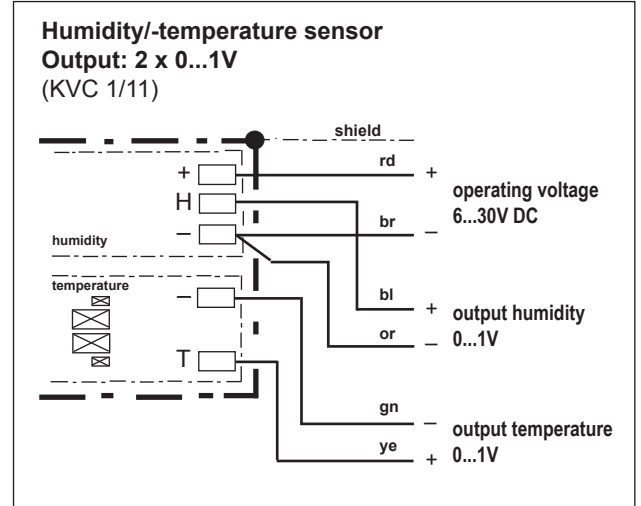 Humidity/-temperature sensor
Output: 2 x 0...1V
(KVC 1/11)
shield
rd
+
+
operating voltage
6...30V DC
H
br
–
–
humidity
temperature
–
bl
+
output humidity
0...1V
or
–
T
gn
–
output temperature
0...1V
ye
+